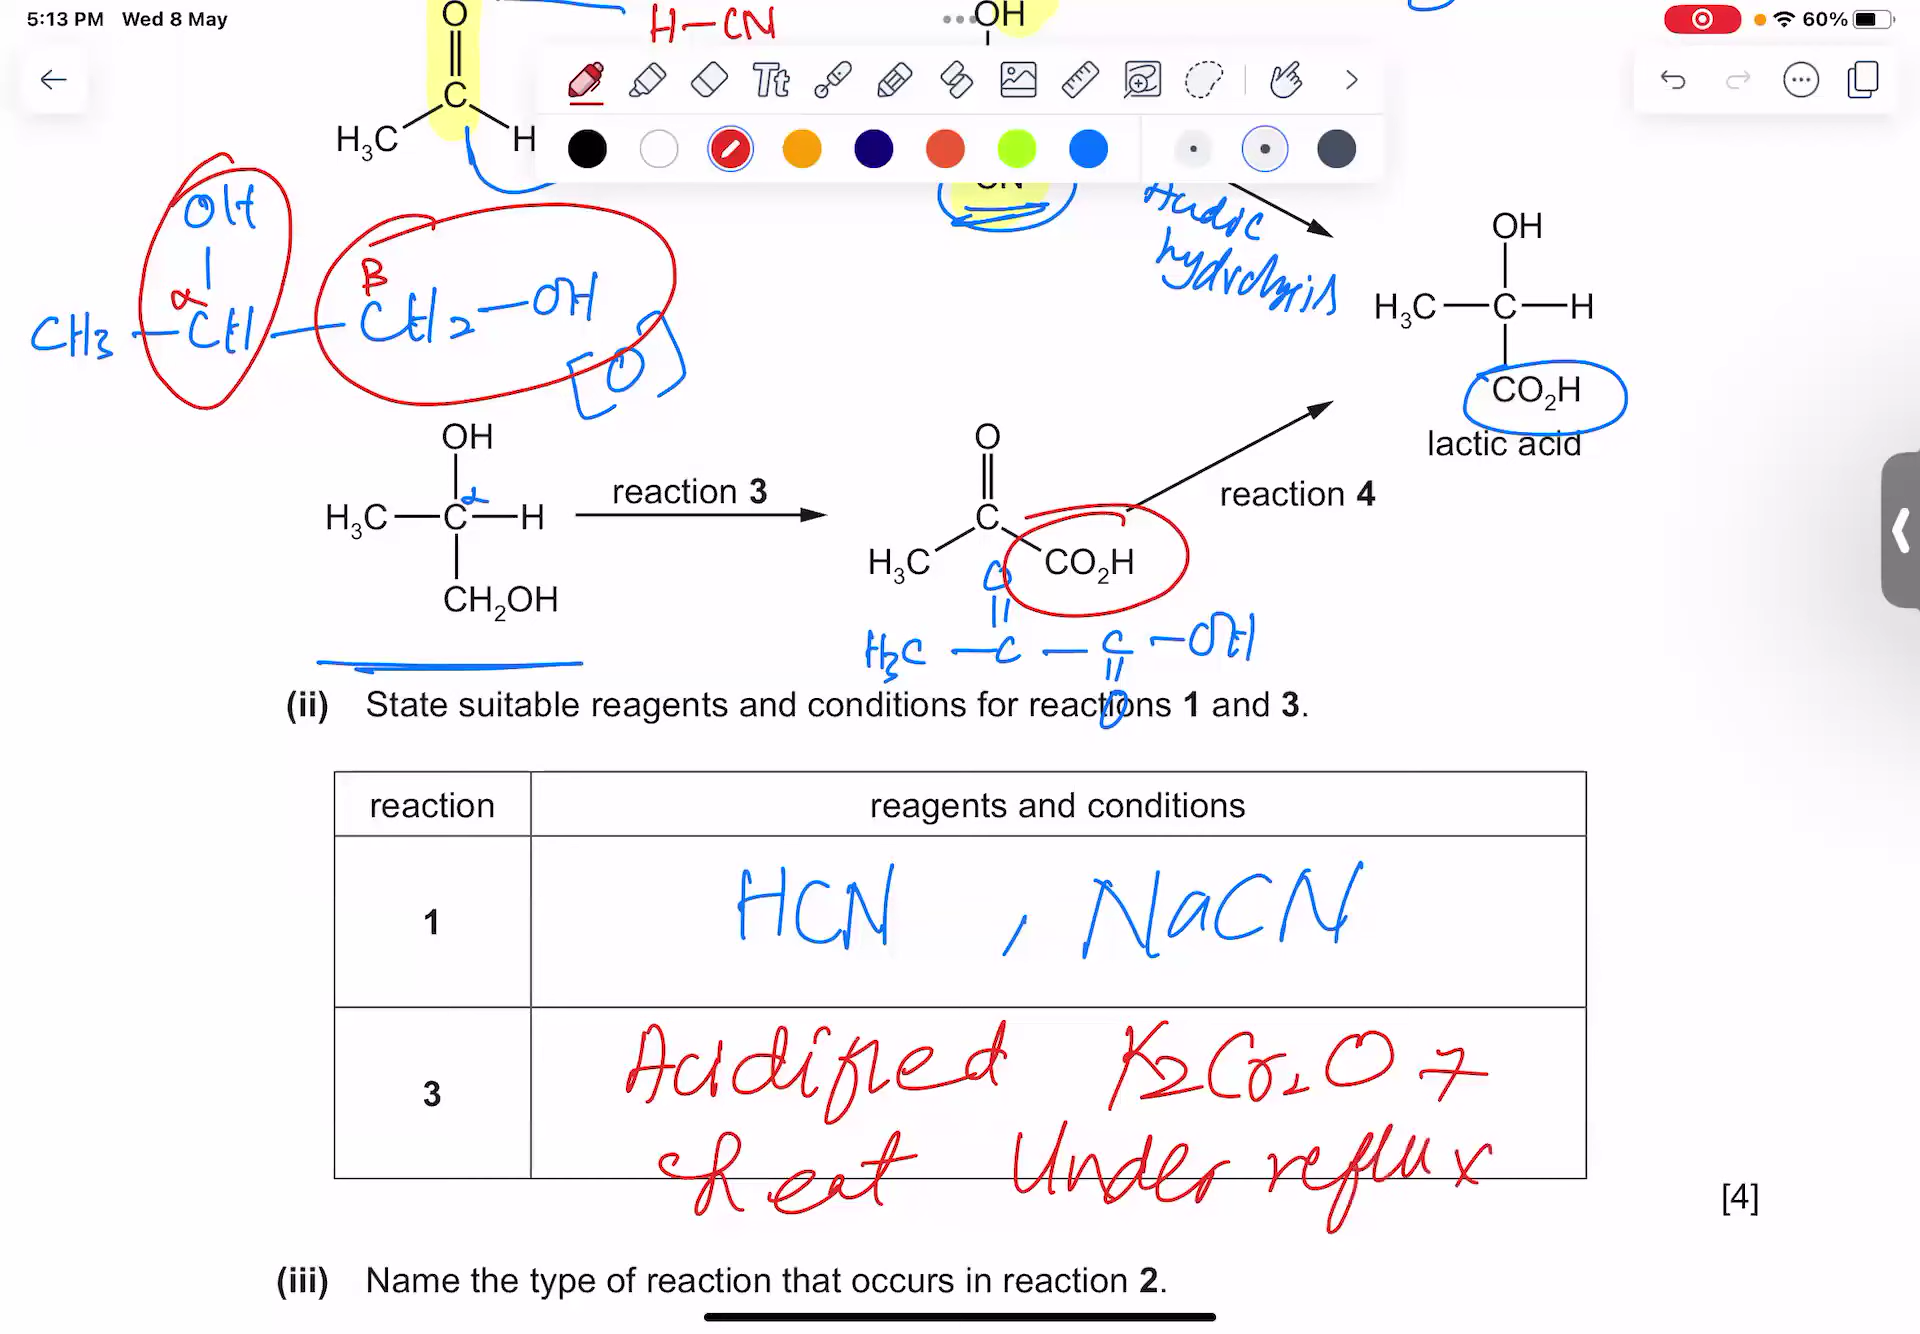 5:13 PM Wed 8 May
60%
O
H-CN
OH
Tt
C
H₃C H
CN
OH
Acidic
hydrolysis
OH
α
β
CH₃-CH-CH₂-OH
[O]
H₃C-C-H
CO₂H
lactic acid
OH
O
reaction 3
reaction 4
α
H₃C-C-H
C
H₃C CO₂H
CH₂OH
O
H₃C-C-C-OH
O
(ii) State suitable reagents and conditions for reactions 1 and 3.
reaction reagents and conditions
1 HCN , NaCN
3 Acidified K₂Cr₂O₇
heat Under reflux
[4]
(iii) Name the type of reaction that occurs in reaction 2.